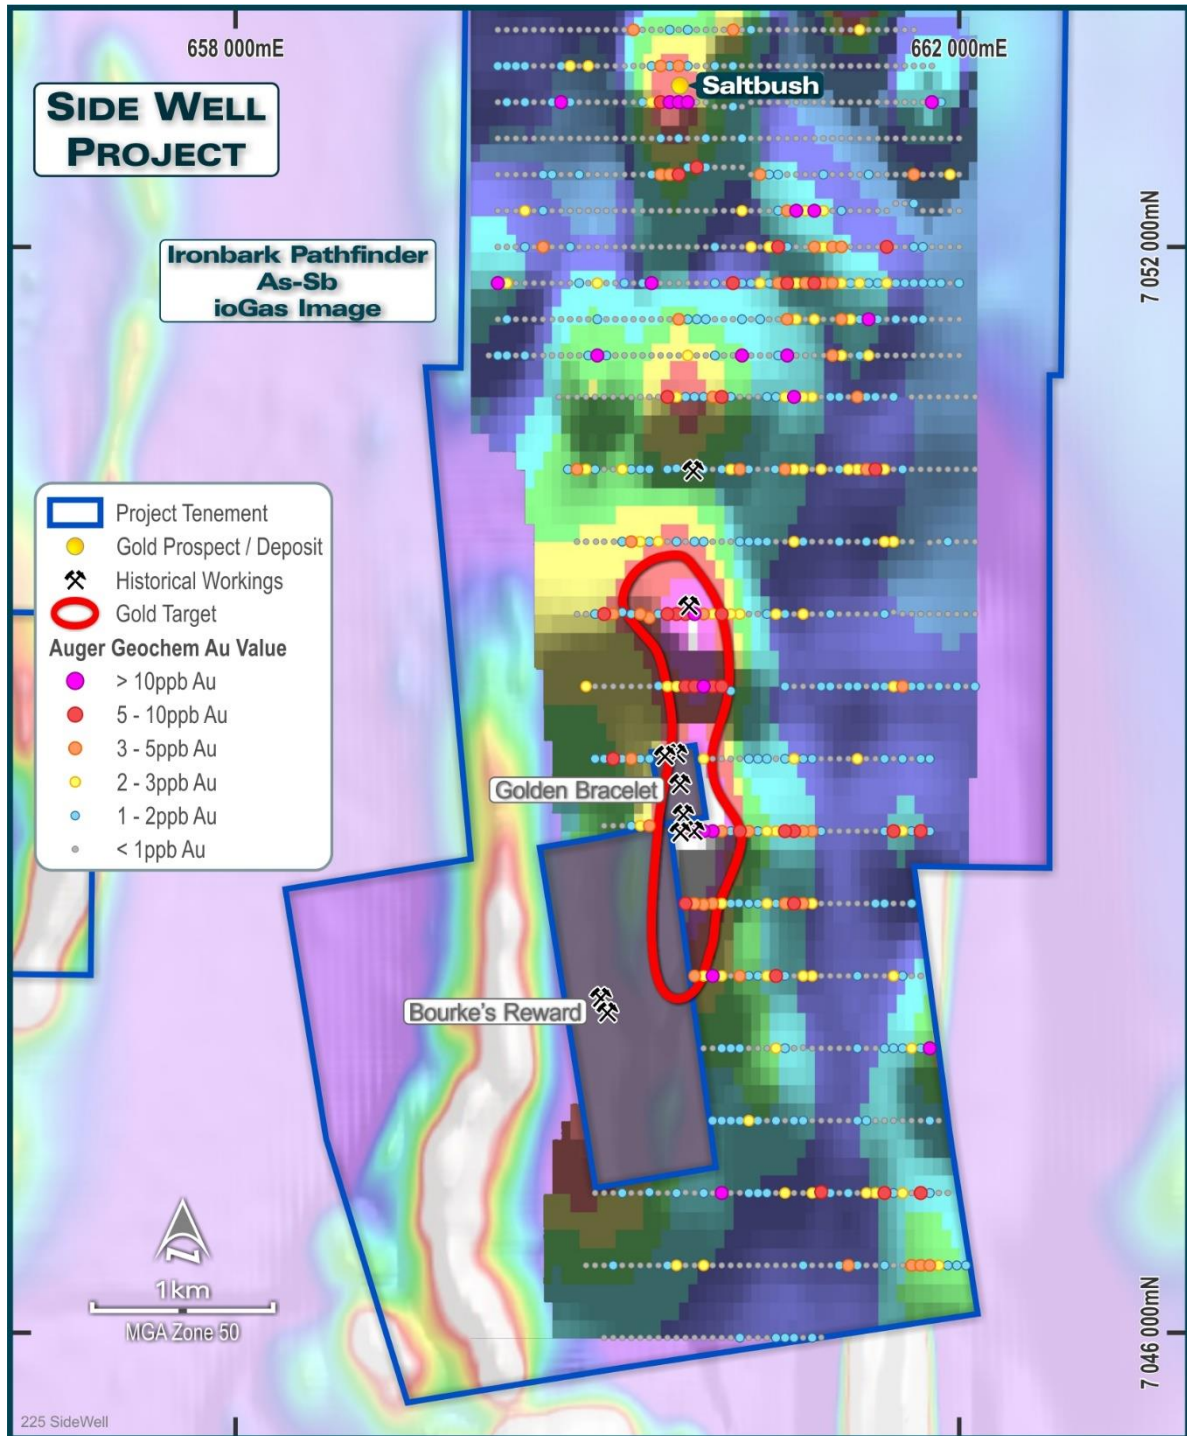 658 000mE
662 000mE
SIDE WELL
PROJECT
Saltbush
Ironbark Pathfinder
As-Sb
ioGas Image
7 052 000mN
Project Tenement
Gold Prospect / Deposit
Historical Workings
Gold Target
Auger Geochem Au Value
> 10ppb Au
5 - 10ppb Au
3 - 5ppb Au
2 - 3ppb Au
1 - 2ppb Au
< 1ppb Au
Golden Bracelet
Bourke's Reward
N
1km
MGA Zone 50
7 046 000mN
225 SideWell